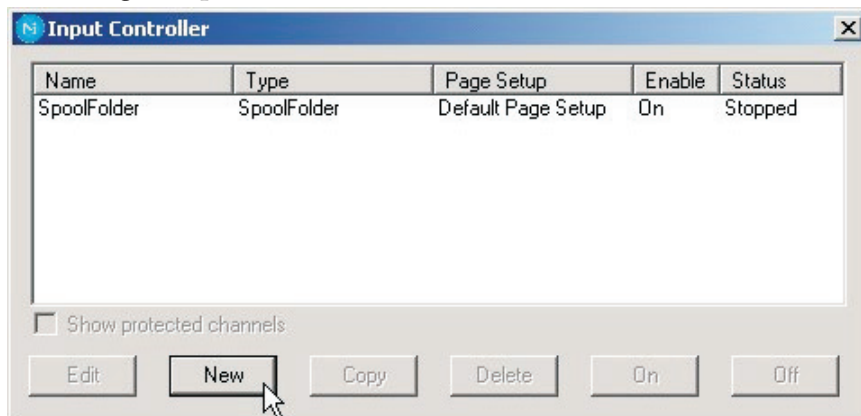 Input Controller
Name Type Page Setup Enable Status
SpoolFolder SpoolFolder Default Page Setup On Stopped
Show protected channels
Edit New Copy Delete On Off